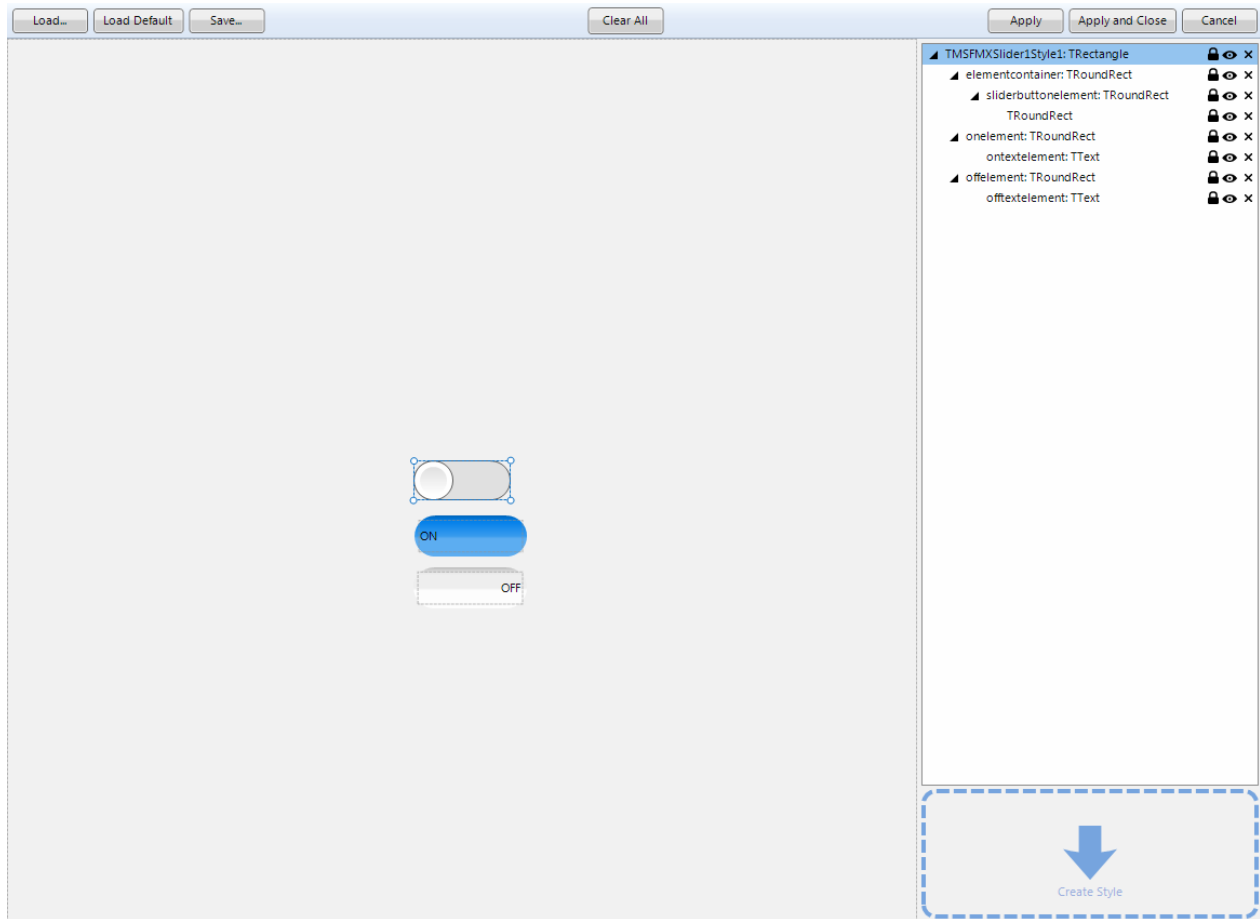 Load... Load Default Save... Clear All Apply Apply and Close Cancel
TMSFMXSlider1Style1: TRectangle
elementcontainer: TRoundRect
sliderbuttonelement: TRoundRect
TRoundRect
onelement: TRoundRect
ontextelement: TText
offelement: TRoundRect
offtextelement: TText
ON
OFF
Create Style